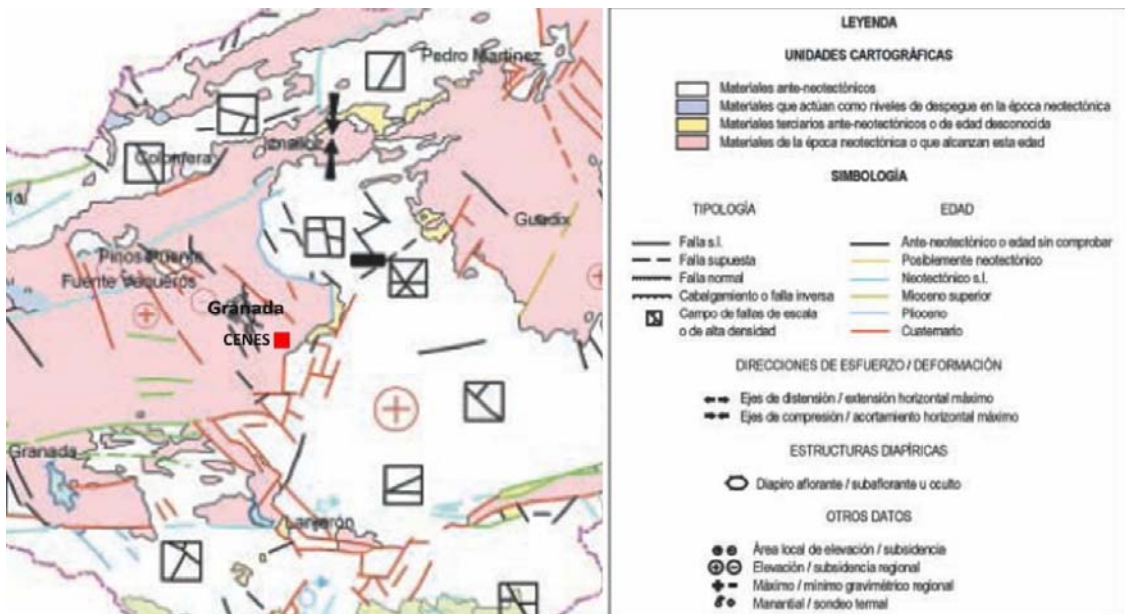 Pedro Martínez
Iznalloz
Colomera
Guadix
Pinos Puente
Fuente Vaqueros
Granada
CENES
Granada
Lanjarón
LEYENDA
UNIDADES CARTOGRÁFICAS
Materiales ante-neotectónicos
Materiales que actúan como niveles de despegue en la época neotectónica
Materiales terciarios ante-neotectónicos o de edad desconocida
Materiales de la época neotectónica o que alcanzan esta edad
SIMBOLOGÍA
TIPOLOGÍA
Falla s.l.
Falla supuesta
Falla normal
Cabalgamiento o falla inversa
Campo de fallas de escala
o de alta densidad
EDAD
Ante-neotectónico o edad sin comprobar
Posiblemente neotectónico
Neotectónico s.l.
Mioceno superior
Plioceno
Cuaternario
DIRECCIONES DE ESFUERZO / DEFORMACIÓN
Ejes de distensión / extensión horizontal máximo
Ejes de compresión / acortamiento horizontal máximo
ESTRUCTURAS DIAPÍRICAS
Diapiro aflorante / subaflorante u oculto
OTROS DATOS
Área local de elevación / subsidencia
Elevación / subsidencia regional
Máximo / mínimo gravimétrico regional
Manantial / sondeo termal